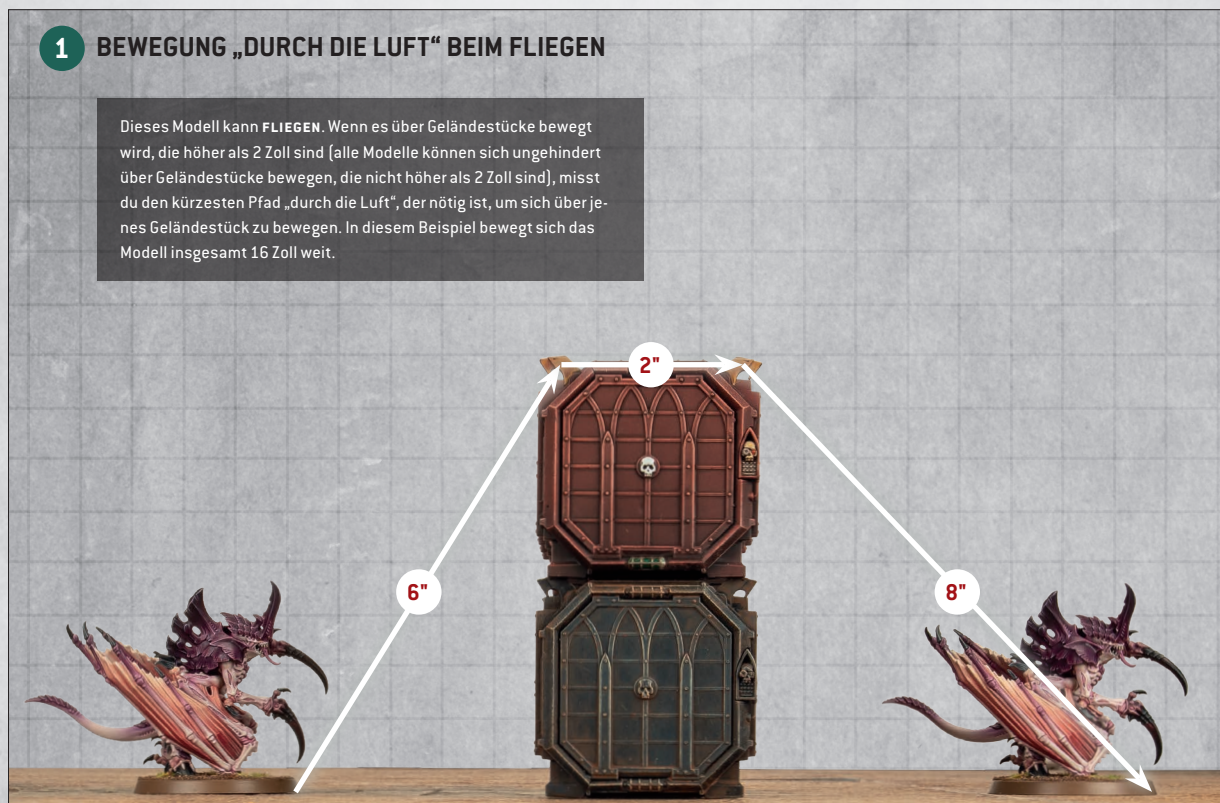 1 BEWEGUNG „DURCH DIE LUFT“ BEIM FLIEGEN
Dieses Modell kann FLIEGEN. Wenn es über Geländestücke bewegt
wird, die höher als 2 Zoll sind (alle Modelle können sich ungehindert
über Geländestücke bewegen, die nicht höher als 2 Zoll sind), misst
du den kürzesten Pfad „durch die Luft“, der nötig ist, um sich über je-
nes Geländestück zu bewegen. In diesem Beispiel bewegt sich das
Modell insgesamt 16 Zoll weit.
2"
6"
8"